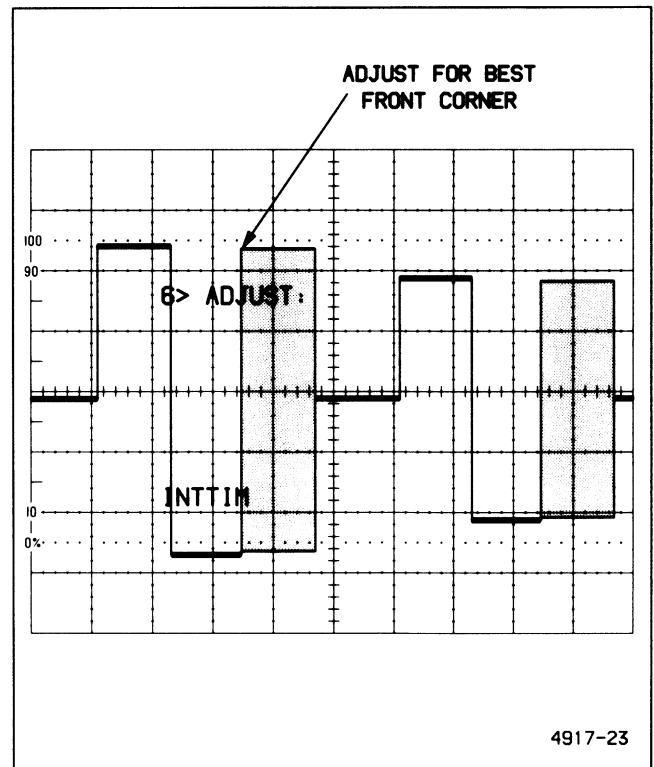 ADJUST FOR BEST
FRONT CORNER
100
90
6> ADJUST:
INTTIM
10
0%
4917-23